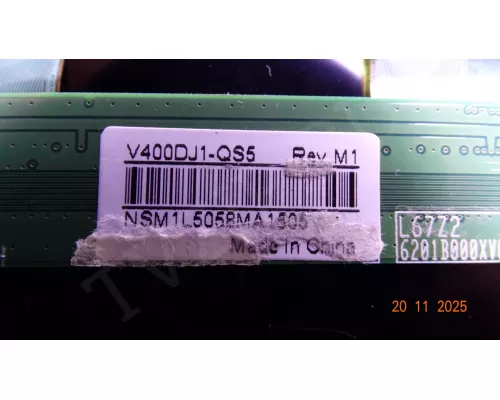 V400DJ1-QS5 Rev. M1
NSM1L5058MA1505
Made In China
L67Z2
6201B000XV
20 11 2025